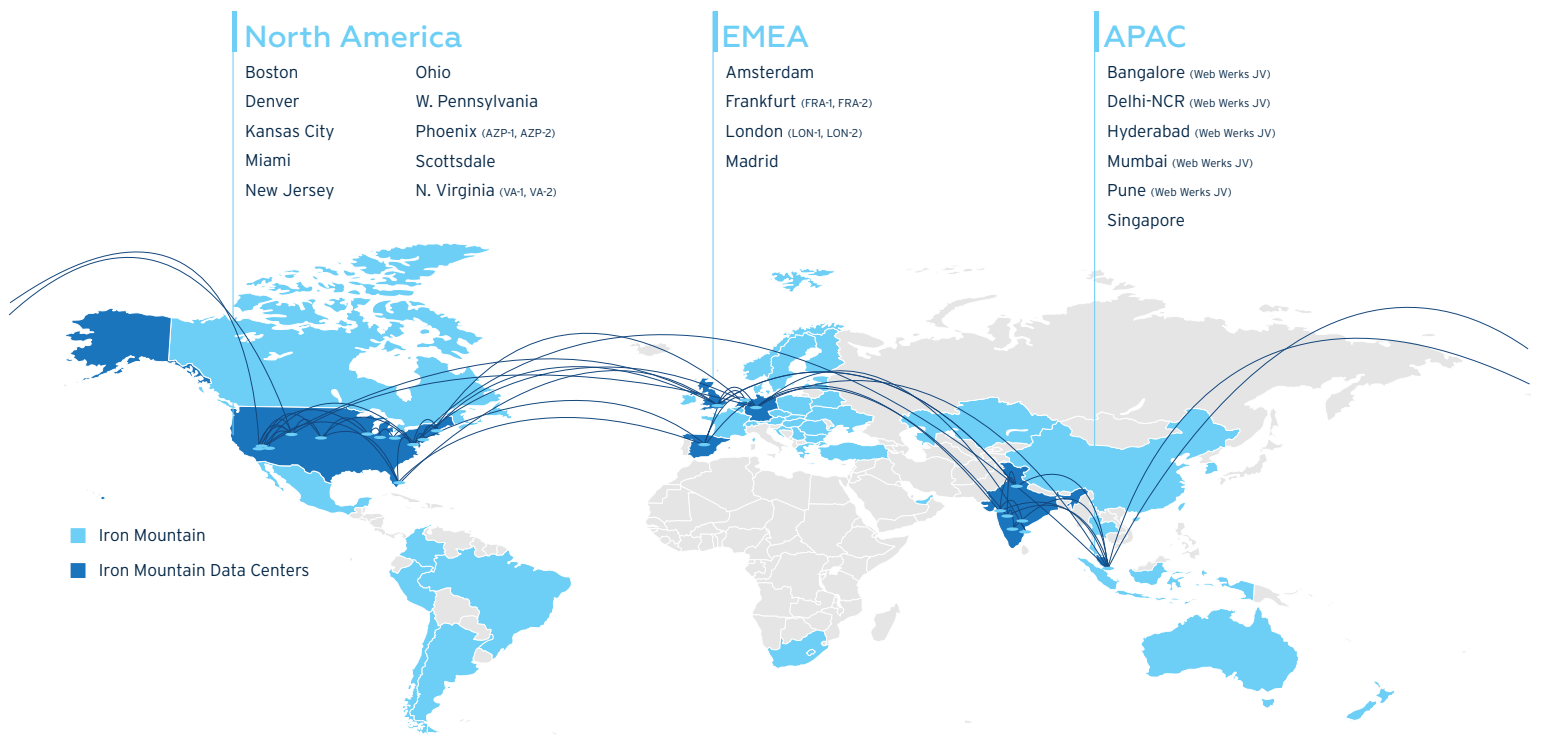 North America
Boston
Denver
Kansas City
Miami
New Jersey
Ohio
W. Pennsylvania
Phoenix (AZP-1, AZP-2)
Scottsdale
N. Virginia (VA-1, VA-2)
EMEA
Amsterdam
Frankfurt (FRA-1, FRA-2)
London (LON-1, LON-2)
Madrid
APAC
Bangalore (Web Werks JV)
Delhi-NCR (Web Werks JV)
Hyderabad (Web Werks JV)
Mumbai (Web Werks JV)
Pune (Web Werks JV)
Singapore
Iron Mountain
Iron Mountain Data Centers